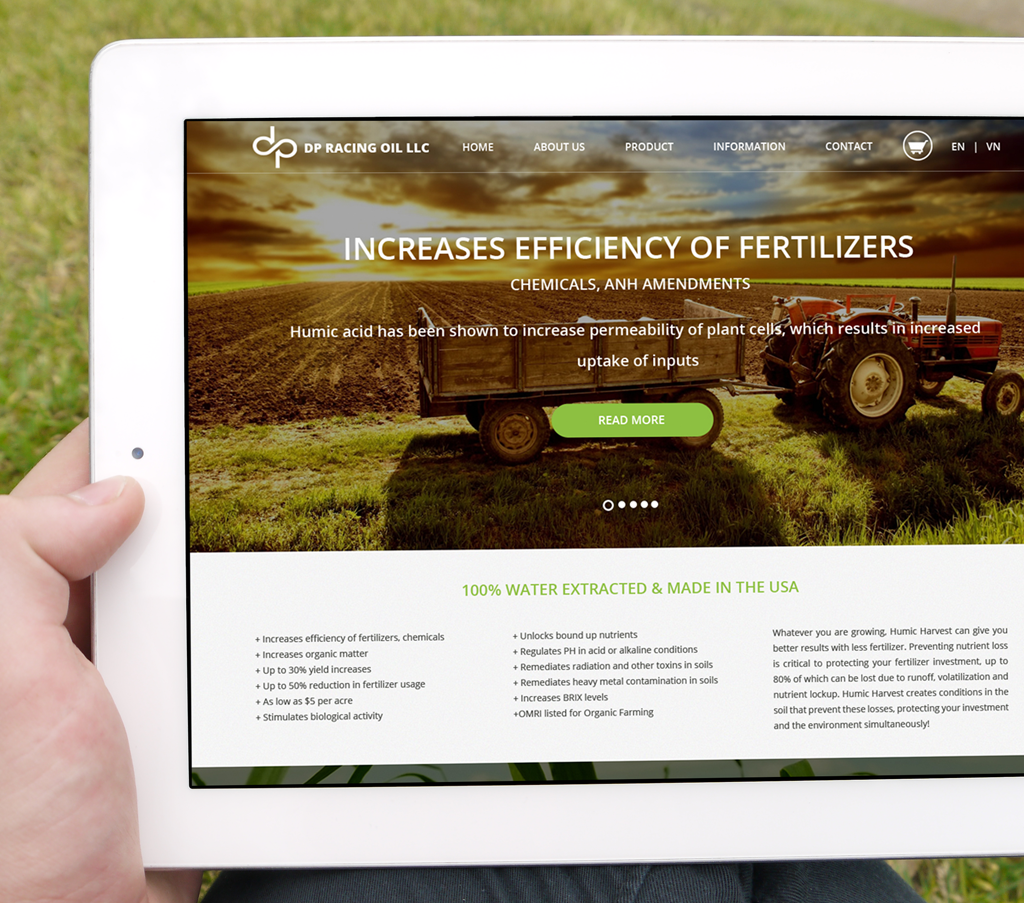 dp DP RACING OIL LLC HOME ABOUT US PRODUCT INFORMATION CONTACT EN | VN
INCREASES EFFICIENCY OF FERTILIZERS
CHEMICALS, ANH AMENDMENTS
Humic acid has been shown to increase permeability of plant cells, which results in increased
uptake of inputs
READ MORE
100% WATER EXTRACTED & MADE IN THE USA
+ Increases efficiency of fertilizers, chemicals
+ Increases organic matter
+ Up to 30% yield increases
+ Up to 50% reduction in fertilizer usage
+ As low as $5 per acre
+ Stimulates biological activity
+ Unlocks bound up nutrients
+ Regulates PH in acid or alkaline conditions
+ Remediates radiation and other toxins in soils
+ Remediates heavy metal contamination in soils
+ Increases BRIX levels
+OMRI listed for Organic Farming
Whatever you are growing, Humic Harvest can give you
better results with less fertilizer. Preventing nutrient loss
is critical to protecting your fertilizer investment, up to
80% of which can be lost due to runoff, volatilization and
nutrient lockup. Humic Harvest creates conditions in the
soil that prevent these losses, protecting your investment
and the environment simultaneously!